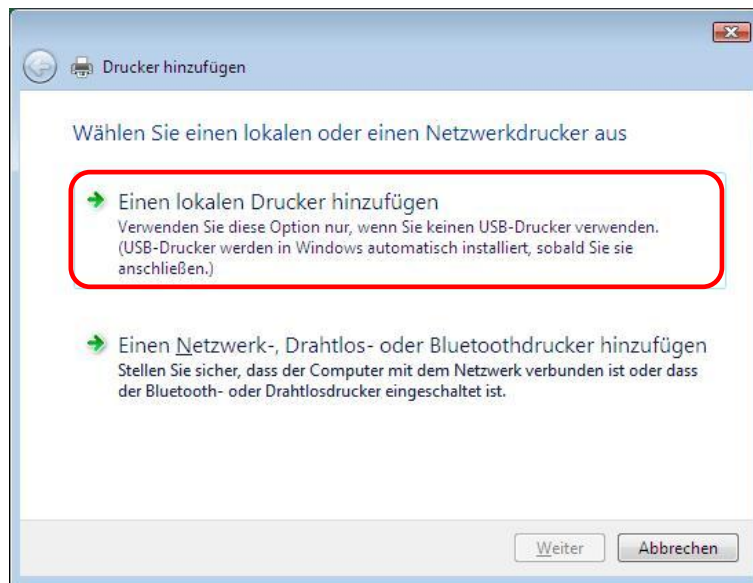 Drucker hinzufügen
Wählen Sie einen lokalen oder einen Netzwerkdrucker aus
Einen lokalen Drucker hinzufügen
Verwenden Sie diese Option nur, wenn Sie keinen USB-Drucker verwenden.
(USB-Drucker werden in Windows automatisch installiert, sobald Sie sie
anschließen.)
Einen Netzwerk-, Drahtlos- oder Bluetoothdrucker hinzufügen
Stellen Sie sicher, dass der Computer mit dem Netzwerk verbunden ist oder dass
der Bluetooth- oder Drahtlosdrucker eingeschaltet ist.
Weiter Abbrechen